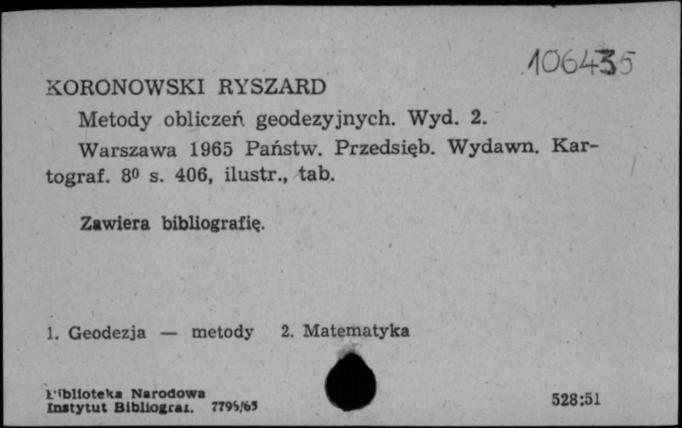 106435
KORONOWSKI RYSZARD
Metody obliczeń geodezyjnych. Wyd. 2.
Warszawa 1965 Państw. Przedsięb. Wydawn. Kar-
tograf. 8⁰ s. 406, ilustr., tab.
Zawiera bibliografię.
1. Geodezja — metody 2. Matematyka
Biblioteka Narodowa
Instytut Bibliograf. 7795/65
528:51